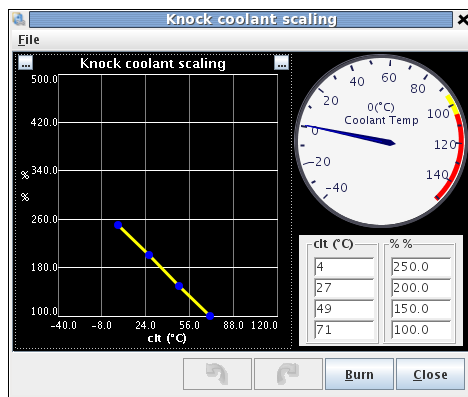 Knock coolant scaling
File
... Knock coolant scaling ...
500.0
420.0
340.0
%
%
260.0
180.0
100.0
-40.0 -8.0 24.0 56.0 88.0 120.0
clt (°C)
-40 -20 0 20 40 60 80 100 120 140
0(°C)
Coolant Temp
clt (°C) % %
4 250.0
27 200.0
49 150.0
71 100.0
Burn Close